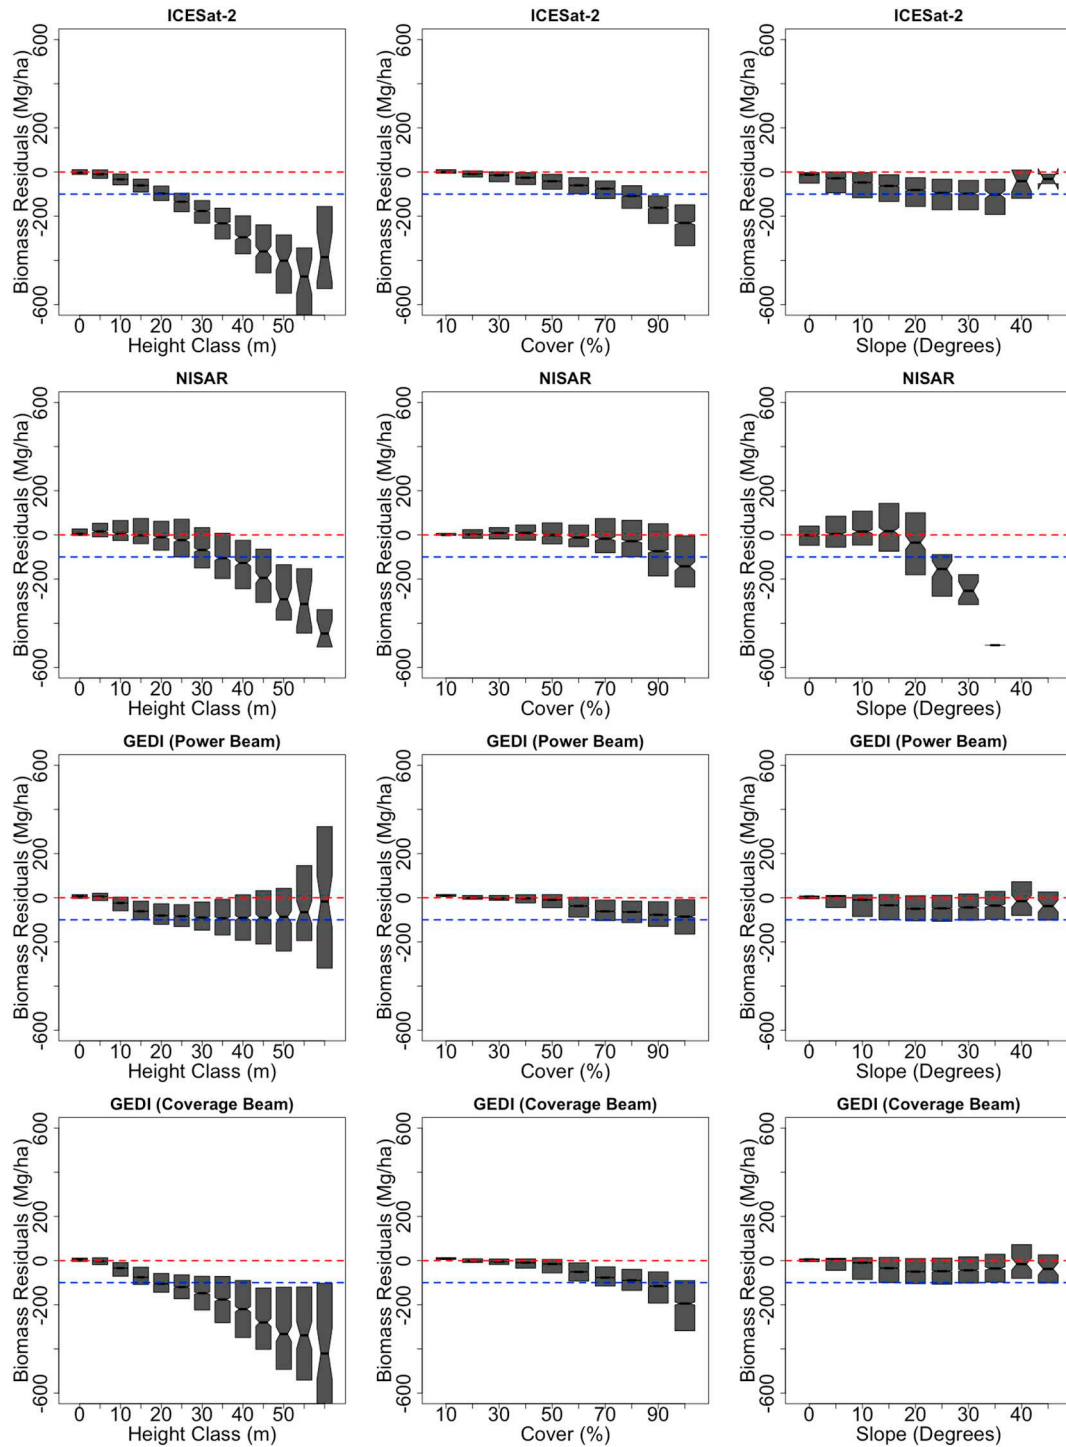 ICESat-2
Biomass Residuals (Mg/ha)
600
200
0
-200
-600
0 10 20 30 40 50
Height Class (m)
ICESat-2
Biomass Residuals (Mg/ha)
600
200
0
-200
-600
10 30 50 70 90
Cover (%)
ICESat-2
Biomass Residuals (Mg/ha)
600
200
0
-200
-600
0 10 20 30 40
Slope (Degrees)
NISAR
Biomass Residuals (Mg/ha)
600
200
0
-200
-600
0 10 20 30 40 50
Height Class (m)
NISAR
Biomass Residuals (Mg/ha)
600
200
0
-200
-600
10 30 50 70 90
Cover (%)
NISAR
Biomass Residuals (Mg/ha)
600
200
0
-200
-600
0 10 20 30 40
Slope (Degrees)
GEDI (Power Beam)
Biomass Residuals (Mg/ha)
600
200
0
-200
-600
0 10 20 30 40 50
Height Class (m)
GEDI (Power Beam)
Biomass Residuals (Mg/ha)
600
200
0
-200
-600
10 30 50 70 90
Cover (%)
GEDI (Power Beam)
Biomass Residuals (Mg/ha)
600
200
0
-200
-600
0 10 20 30 40
Slope (Degrees)
GEDI (Coverage Beam)
Biomass Residuals (Mg/ha)
600
200
0
-200
-600
0 10 20 30 40 50
Height Class (m)
GEDI (Coverage Beam)
Biomass Residuals (Mg/ha)
600
200
0
-200
-600
10 30 50 70 90
Cover (%)
GEDI (Coverage Beam)
Biomass Residuals (Mg/ha)
600
200
0
-200
-600
0 10 20 30 40
Slope (Degrees)